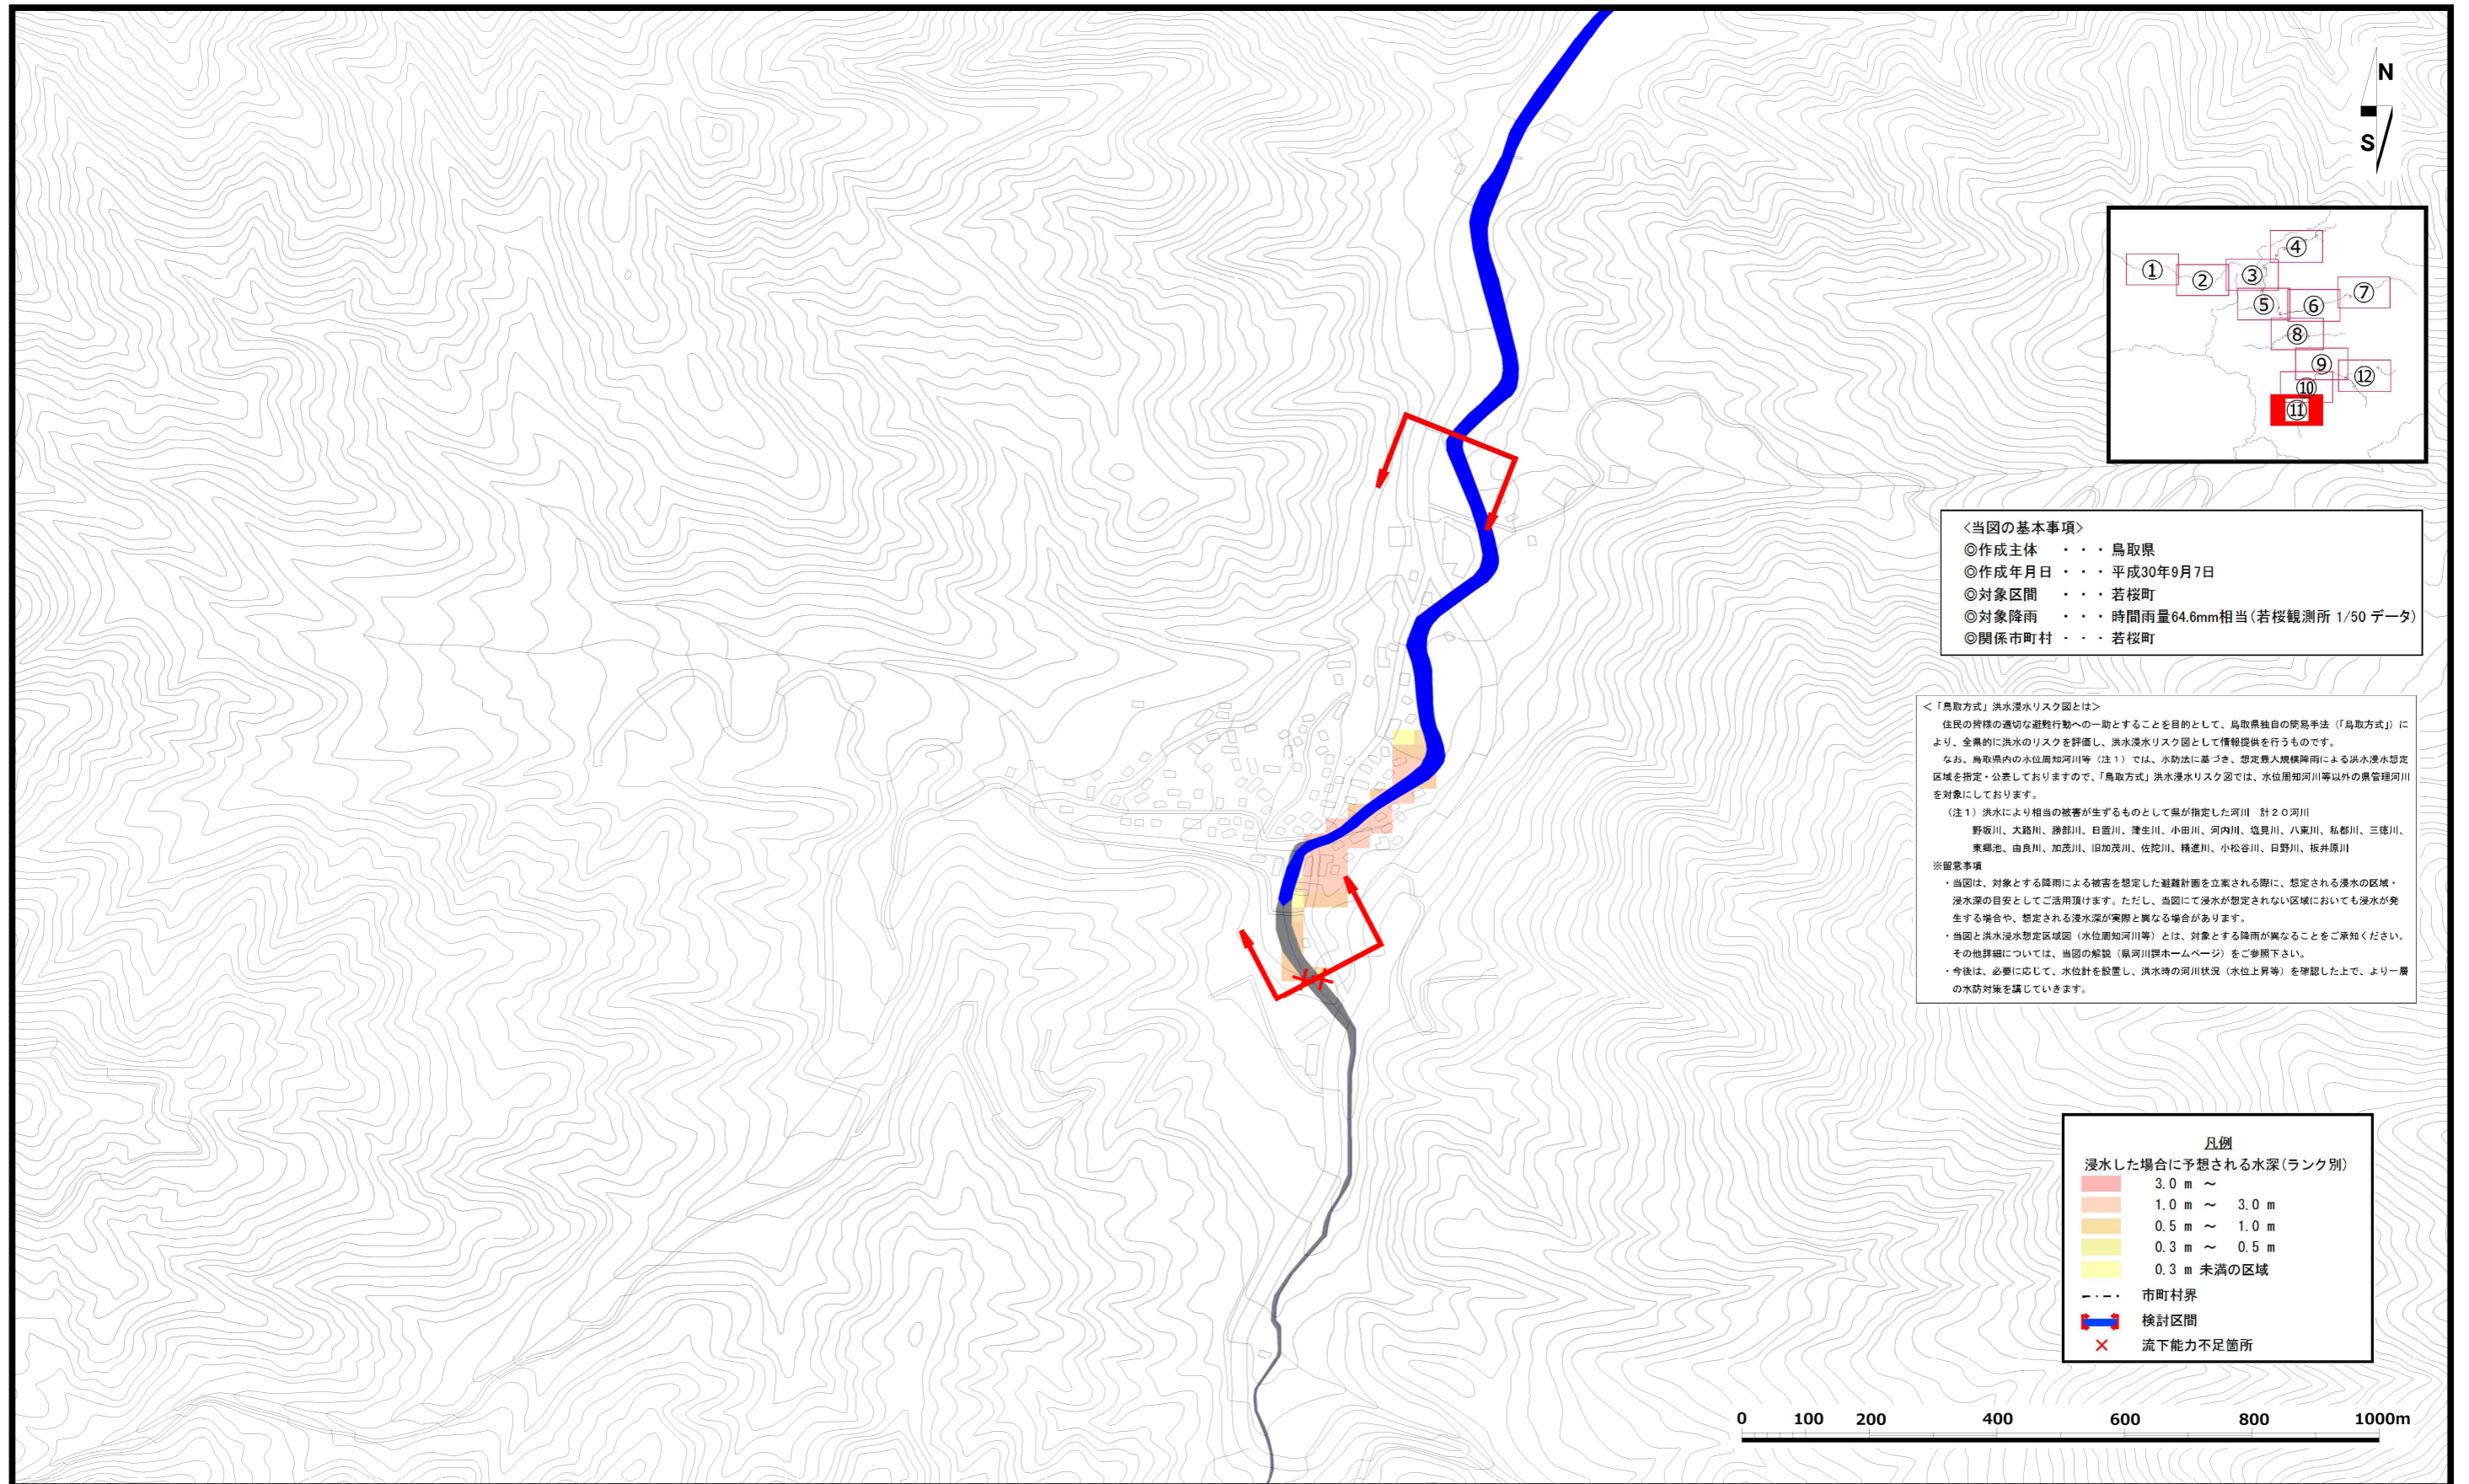 N
S
①
②
③
④
⑤
⑥
⑦
⑧
⑨
⑩
⑪
⑫
<当図の基本事項>
◎作成主体 ・・・ 鳥取県
◎作成年月日 ・・・ 平成30年9月7日
◎対象区間 ・・・ 若桜町
◎対象降雨 ・・・ 時間雨量64.6mm相当(若桜観測所 1/50 データ)
◎関係市町村 ・・・ 若桜町
<「鳥取方式」洪水浸水リスク図とは>
住民の皆様の適切な避難行動への一助とすることを目的として、鳥取県独自の簡易手法(「鳥取方式」)に
より、全県的に洪水のリスクを評価し、洪水浸水リスク図として情報提供を行うものです。
なお、鳥取県内の水位周知河川等(注1)では、水防法に基づき、想定最大規模降雨による洪水浸水想定
区域を指定・公表しておりますので、「鳥取方式」洪水浸水リスク図では、水位周知河川等以外の県管理河川
を対象にしております。
(注1)洪水により相当の被害が生ずるものとして県が指定した河川 計20河川
野坂川、大路川、勝部川、日置川、蒲生川、小田川、河内川、塩見川、八東川、私都川、三徳川、
東郷池、由良川、加茂川、旧加茂川、佐陀川、精進川、小松谷川、日野川、板井原川
※留意事項
・当図は、対象とする降雨による被害を想定した避難計画を立案される際に、想定される浸水の区域・
浸水深の目安としてご活用頂けます。ただし、当図にて浸水が想定されない区域においても浸水が発
生する場合や、想定される浸水深が実際と異なる場合があります。
・当図と洪水浸水想定区域図(水位周知河川等)とは、対象とする降雨が異なることをご承知ください。
その他詳細については、当図の解説(県河川課ホームページ)をご参照下さい。
・今後は、必要に応じて、水位計を設置し、洪水時の河川状況(水位上昇等)を確認した上で、より一層
の水防対策を講じていきます。
凡例
浸水した場合に予想される水深(ランク別)
3.0 m ～
1.0 m ～ 3.0 m
0.5 m ～ 1.0 m
0.3 m ～ 0.5 m
0.3 m 未満の区域
市町村界
検討区間
流下能力不足箇所
0 100 200 400 600 800 1000m